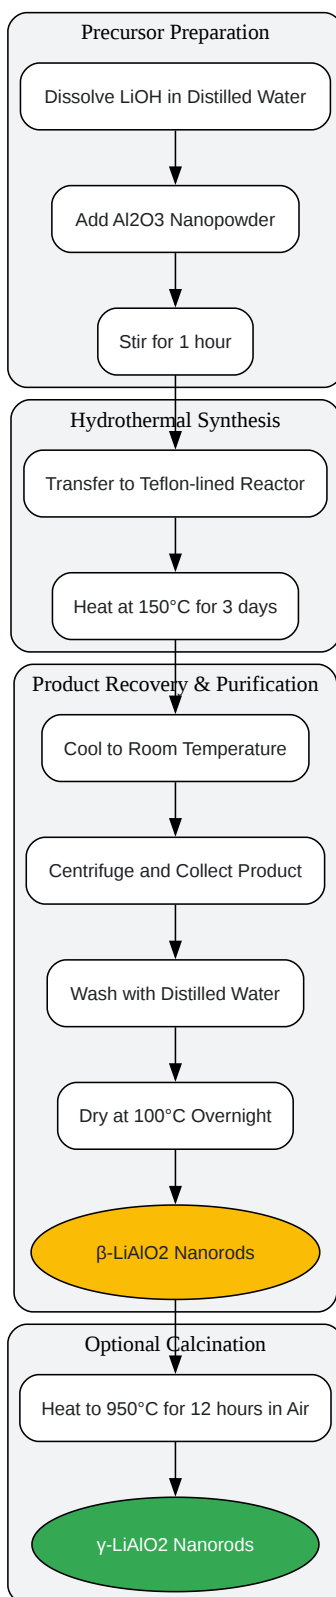 Precursor Preparation
Dissolve LiOH in Distilled Water
Add Al2O3 Nanopowder
Stir for 1 hour
Hydrothermal Synthesis
Transfer to Teflon-lined Reactor
Heat at 150°C for 3 days
Product Recovery & Purification
Cool to Room Temperature
Centrifuge and Collect Product
Wash with Distilled Water
Dry at 100°C Overnight
β-LiAlO2 Nanorods
Optional Calcination
Heat to 950°C for 12 hours in Air
γ-LiAlO2 Nanorods